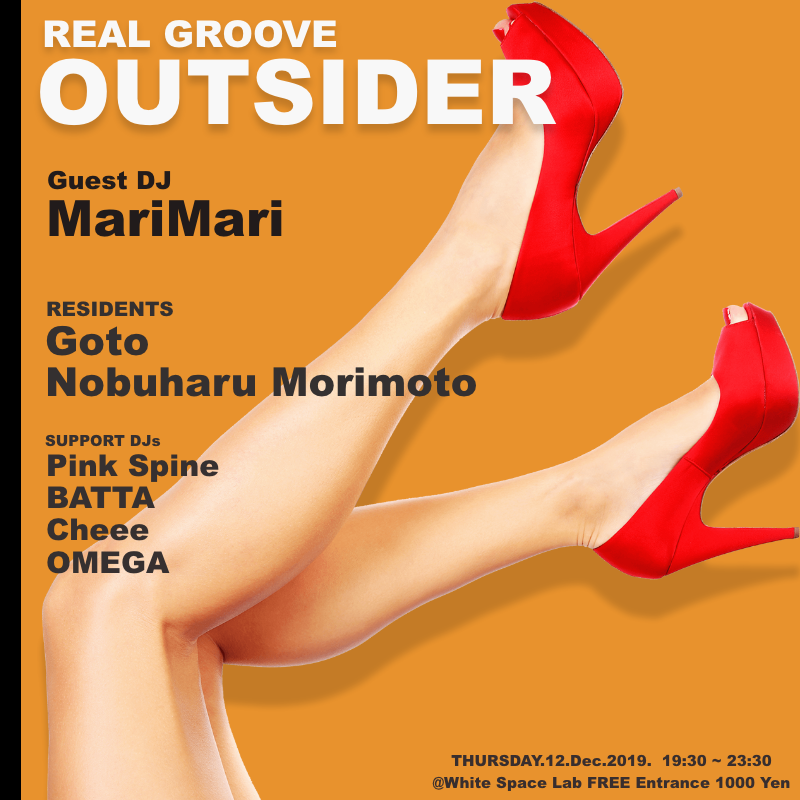 REAL GROOVE
OUTSIDER
Guest DJ
MariMari
RESIDENTS
Goto
Nobuharu Morimoto
SUPPORT DJs
Pink Spine
BATTA
Cheee
OMEGA
THURSDAY.12.Dec.2019. 19:30 ~ 23:30
@White Space Lab FREE Entrance 1000 Yen